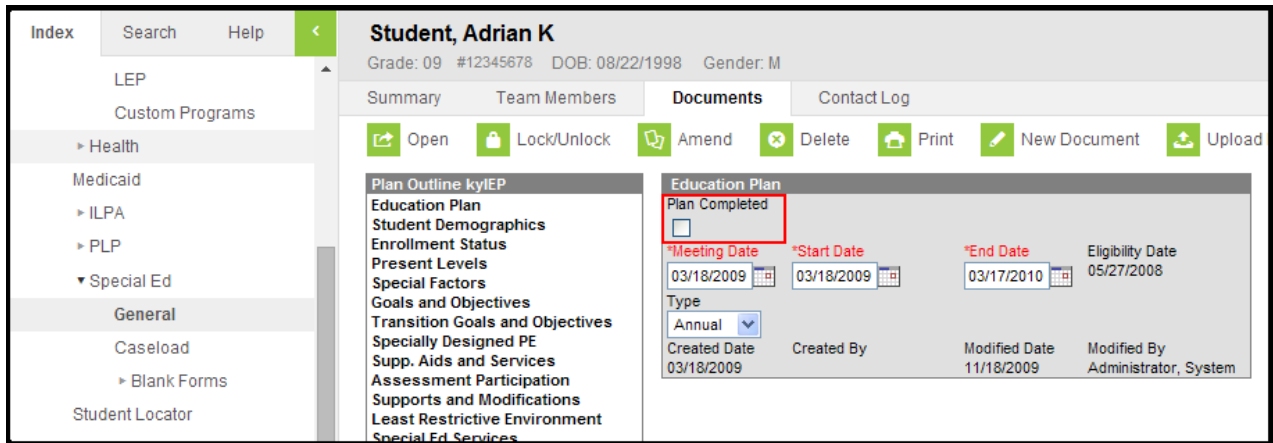 Index Search Help <
LEP
Custom Programs
Health
Medicaid
ILPA
PLP
Special Ed
General
Caseload
Blank Forms
Student Locator
Student, Adrian K
Grade: 09 #12345678 DOB: 08/22/1998 Gender: M
Summary Team Members Documents Contact Log
Open Lock/Unlock Amend Delete Print New Document Upload
Plan Outline kyIEP
Education Plan
Student Demographics
Enrollment Status
Present Levels
Special Factors
Goals and Objectives
Transition Goals and Objectives
Specially Designed PE
Supp. Aids and Services
Assessment Participation
Supports and Modifications
Least Restrictive Environment
Special Ed Services
Education Plan
Plan Completed
*Meeting Date *Start Date *End Date Eligibility Date
03/18/2009 03/18/2009 03/17/2010 05/27/2008
Type
Annual
Created Date Created By Modified Date Modified By
03/18/2009 11/18/2009 Administrator, System